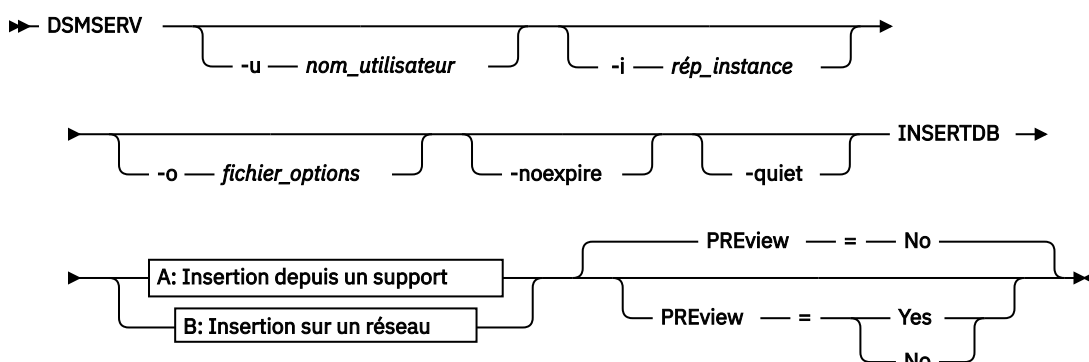 DSMSERV
-u nom_utilisateur -i rép_instance
-o fichier_options -noexpire -quiet INSERTDB
PREview = No
A: Insertion depuis un support
B: Insertion sur un réseau
PREview = Yes
No